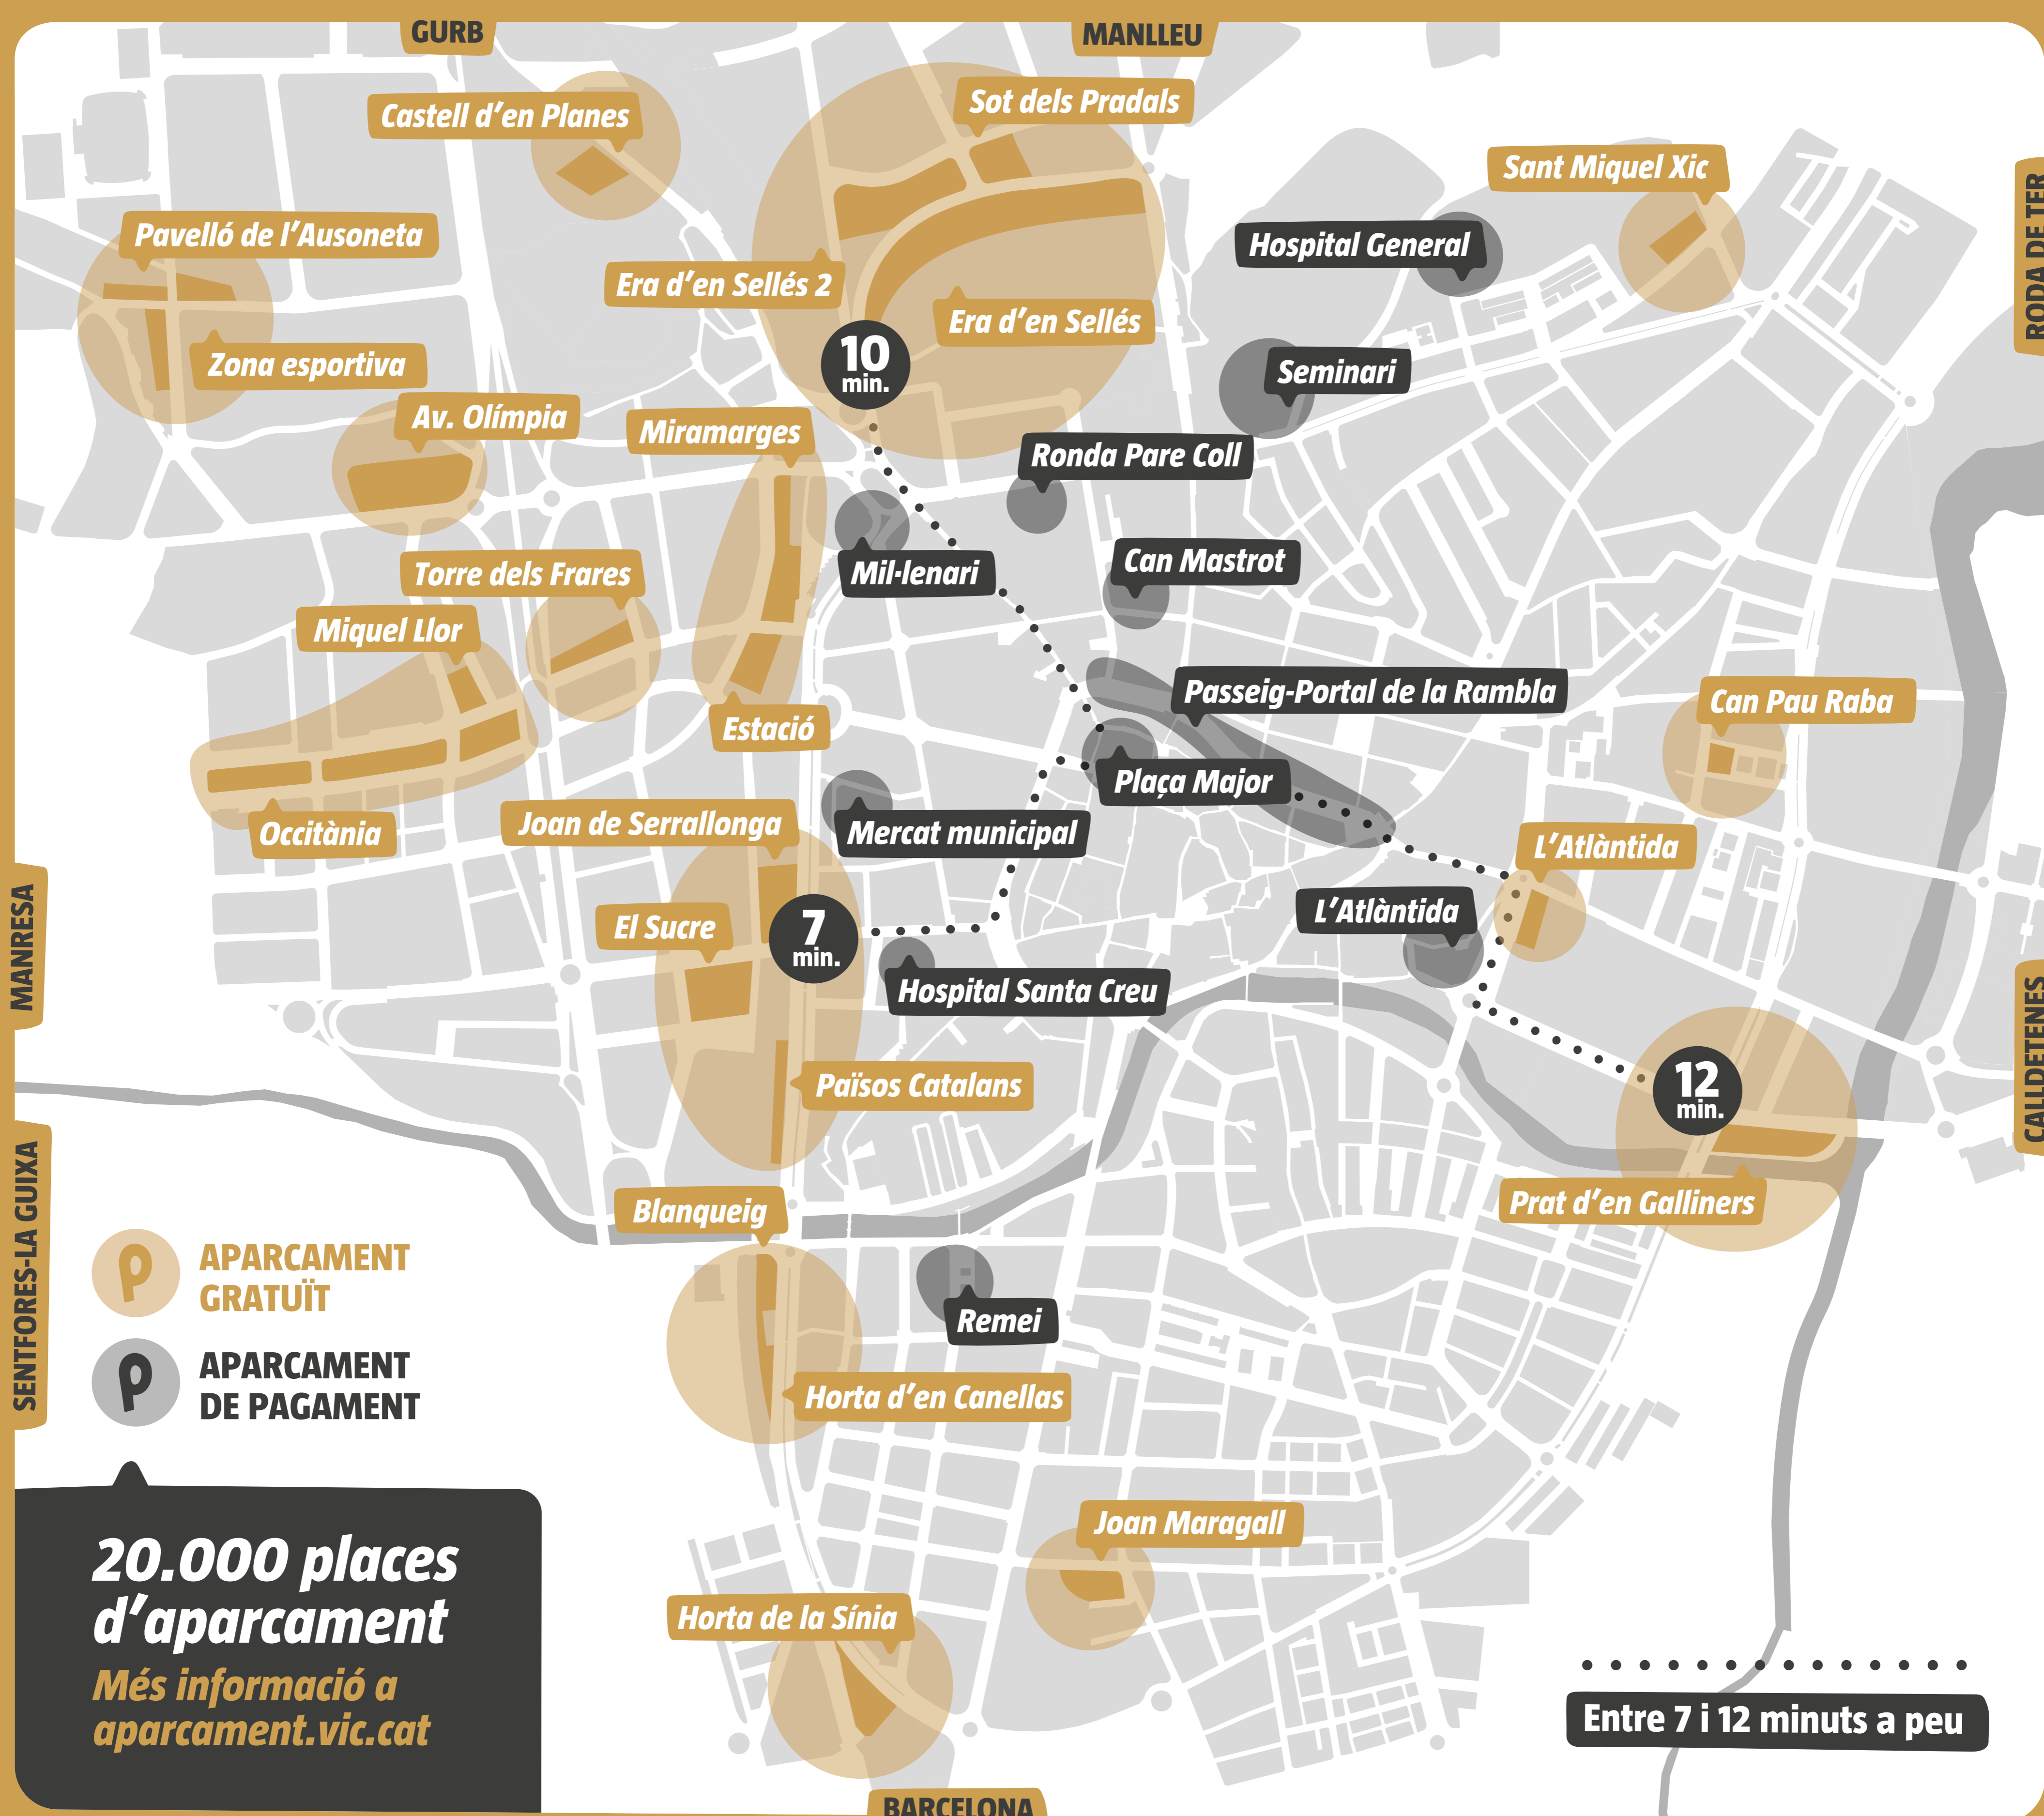 GURB
MANLLEU
Castell d'en Planes
Sot dels Pradals
Sant Miquel Xic
RODA DE TER
Pavelló de l'Ausoneta
Hospital General
Era d'en Sellés 2
Era d'en Sellés
Zona esportiva
10
min.
Seminari
Av. Olímpia
Miramarges
Ronda Pare Coll
Torre dels Frares
Mil·lenari
Can Mastrot
Miquel Llor
Passeig-Portal de la Rambla
Can Pau Raba
Estació
Plaça Major
Occitània
Joan de Serrallonga
Mercat municipal
L'Atlàntida
MANRESA
El Sucre
7
min.
L'Atlàntida
Hospital Santa Creu
CALLDETENES
Països Catalans
12
min.
SENTFORES-LA GUIXA
Blanqueig
Prat d'en Galliners
P
APARCAMENT
GRATUÏT
Remei
P
APARCAMENT
DE PAGAMENT
Horta d'en Canellas
Joan Maragall
20.000 places
d'aparcament
Horta de la Sínia
Més informació a
aparcament.vic.cat
Entre 7 i 12 minuts a peu
BARCELONA